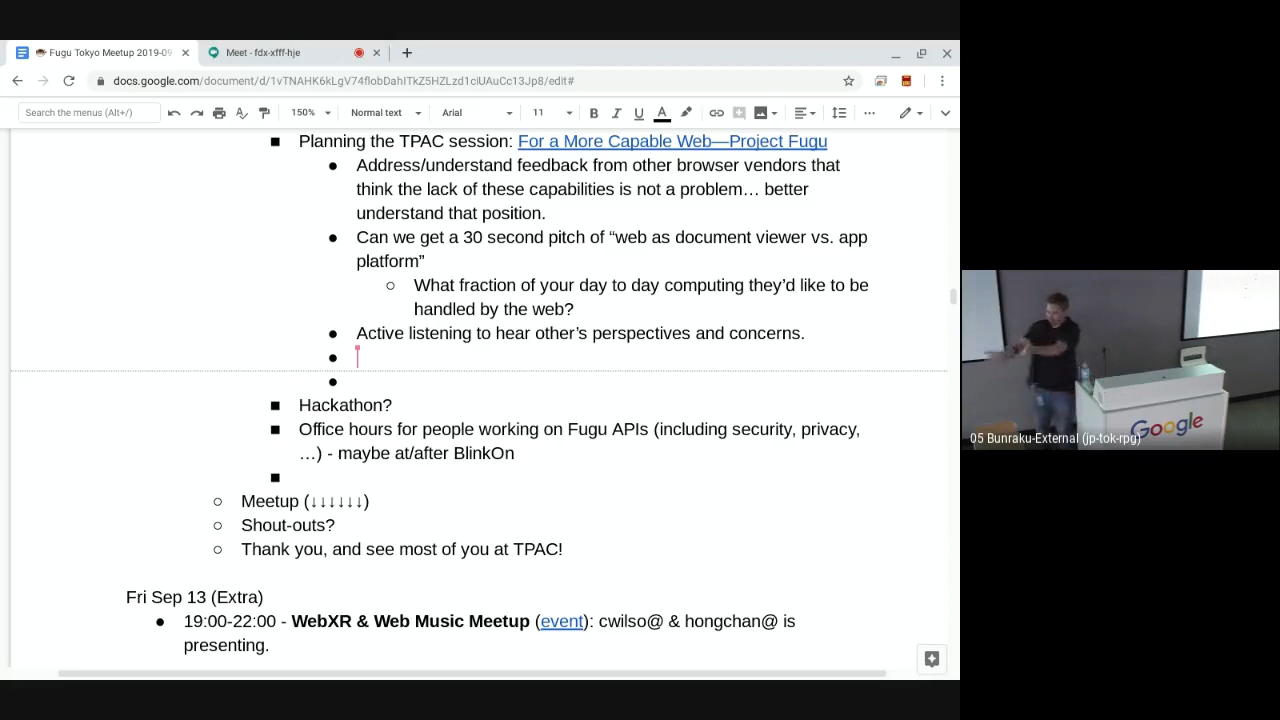 Fugu Tokyo Meetup 2019-09
Meet - fdx-xfff-hje
docs.google.com/document/d/1vTNAHK6kLgV74flobDahITkZ5HZLzd1ciUAuCc13Jp8/edit#
Search the menus (Alt+/)
150%
Normal text
Arial
11
B I U A
■ Planning the TPAC session: For a More Capable Web—Project Fugu
● Address/understand feedback from other browser vendors that
think the lack of these capabilities is not a problem… better
understand that position.
● Can we get a 30 second pitch of “web as document viewer vs. app
platform”
○ What fraction of your day to day computing they’d like to be
handled by the web?
● Active listening to hear other’s perspectives and concerns.
■ Hackathon?
■ Office hours for people working on Fugu APIs (including security, privacy,
…) - maybe at/after BlinkOn
○ Meetup (↓↓↓↓↓↓)
○ Shout-outs?
○ Thank you, and see most of you at TPAC!
Fri Sep 13 (Extra)
● 19:00-22:00 - WebXR & Web Music Meetup (event): cwilso@ & hongchan@ is
presenting.
Google
05 Bunraku-External (jp-tok-rpg)